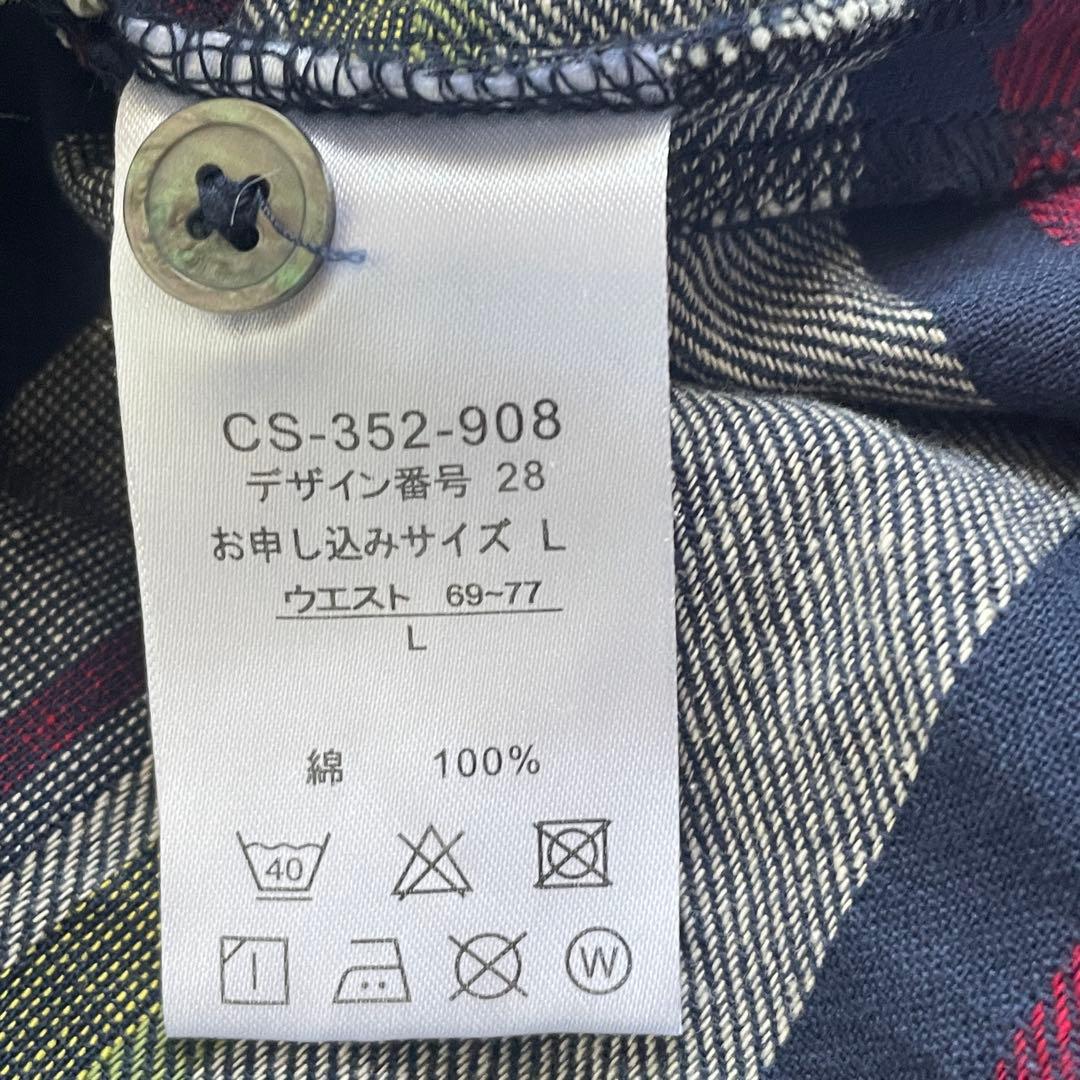 CS-352-908
デザイン番号 28
お申し込みサイズ L
ウエスト 69~77
L
綿 100%
40
W